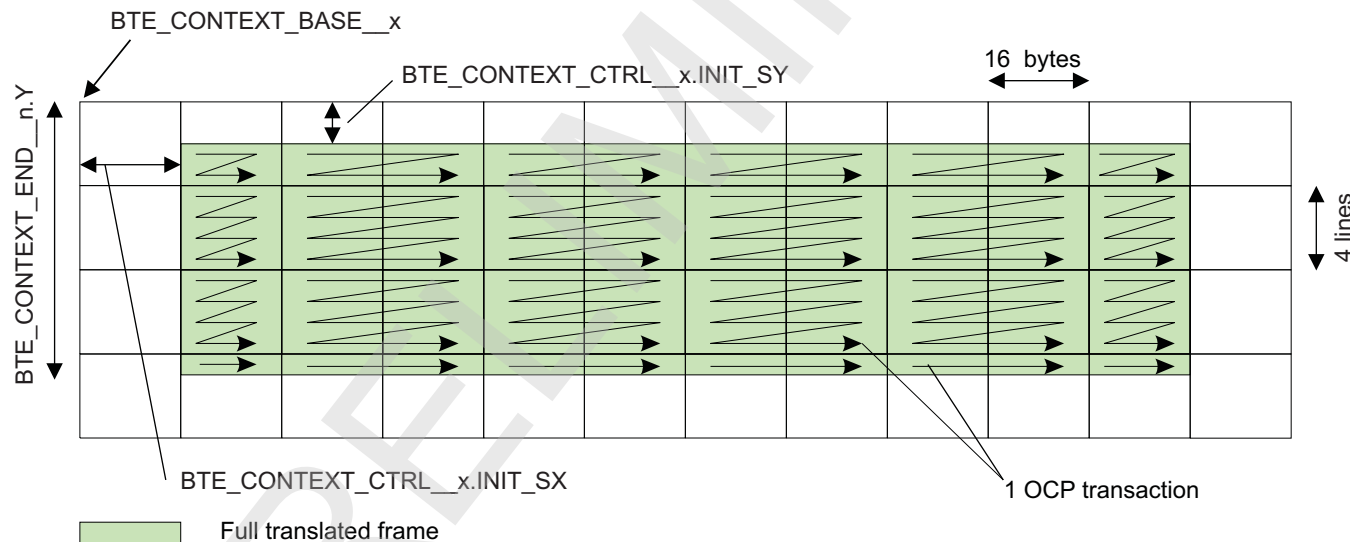 BTE_CONTEXT_BASE__x
16 bytes
BTE_CONTEXT_CTRL__x.INIT_SY
BTE_CONTEXT_END__n.Y
4 lines
BTE_CONTEXT_CTRL__x.INIT_SX
1 OCP transaction
Full translated frame